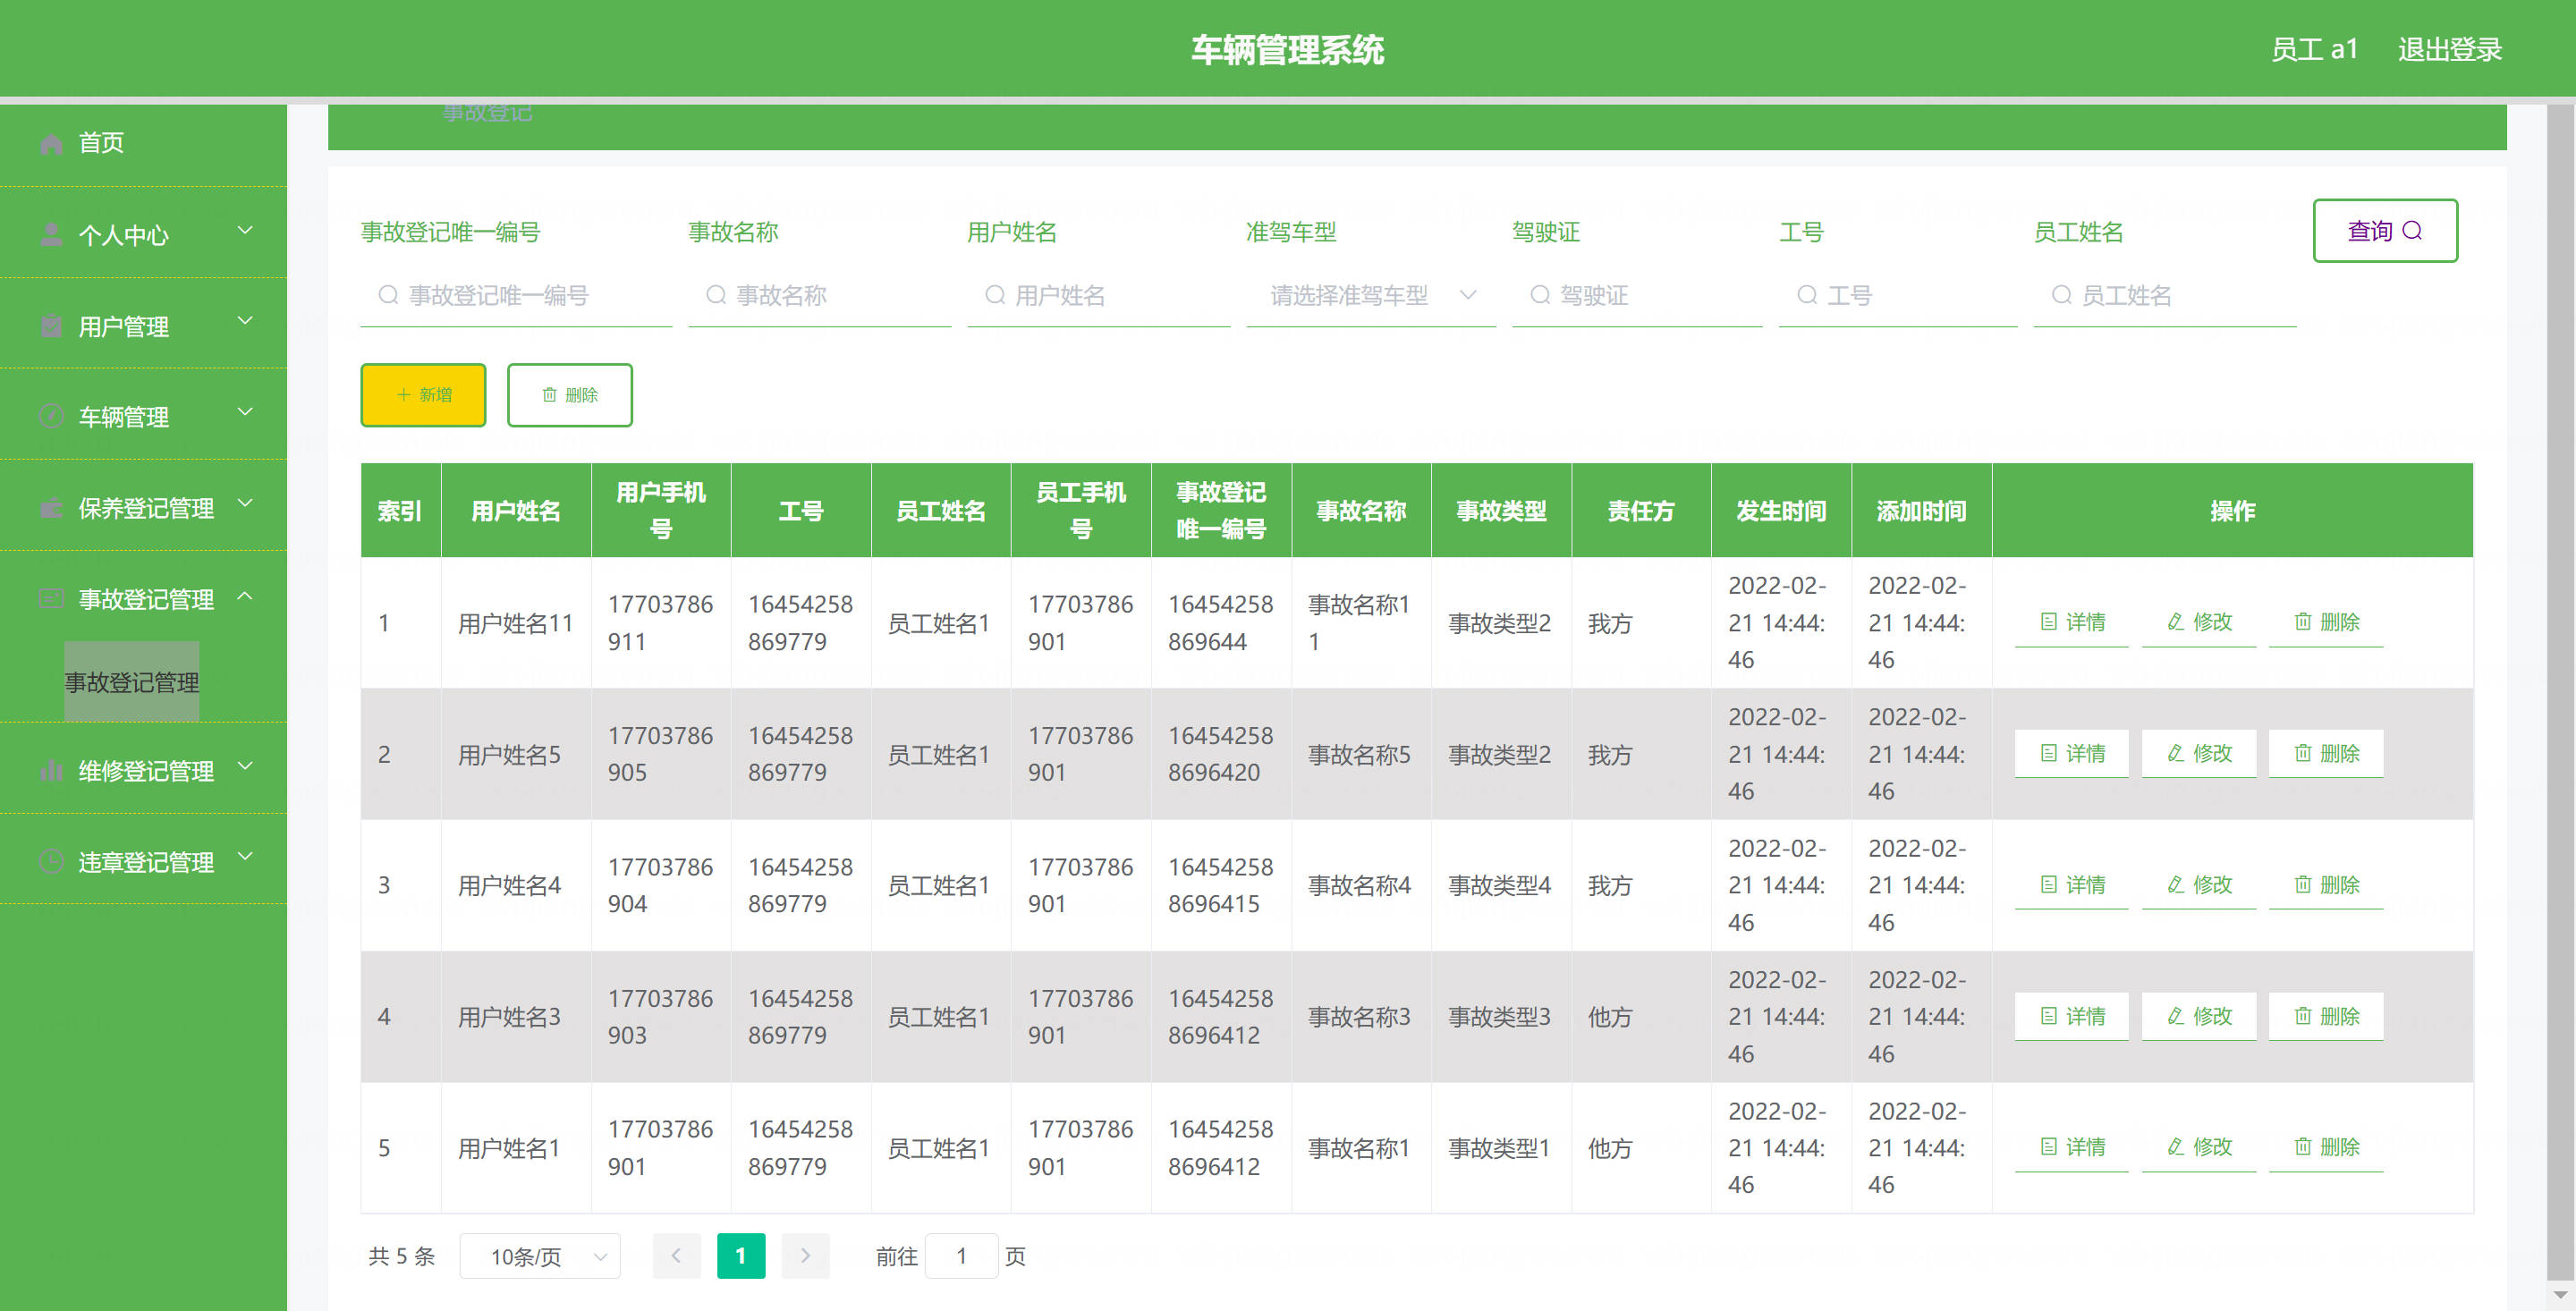 车辆管理系统
员工 a1 退出登录
事故登记
首页
个人中心
用户管理
车辆管理
保养登记管理
事故登记管理
事故登记管理
维修登记管理
违章登记管理
事故登记唯一编号 事故名称 用户姓名 准驾车型 驾驶证 工号 员工姓名 查询
事故登记唯一编号 事故名称 用户姓名 请选择准驾车型 驾驶证 工号 员工姓名
新增 删除
索引 用户姓名 用户手机号 工号 员工姓名 员工手机号 事故登记唯一编号 事故名称 事故类型 责任方 发生时间 添加时间 操作
1 用户姓名11 17703786911 16454258869779 员工姓名1 17703786901 16454258869644 事故名称11 事故类型2 我方 2022-02-21 14:44:46 2022-02-21 14:44:46 详情 修改 删除
2 用户姓名5 17703786905 16454258869779 员工姓名1 17703786901 164542588696420 事故名称5 事故类型2 我方 2022-02-21 14:44:46 2022-02-21 14:44:46 详情 修改 删除
3 用户姓名4 17703786904 16454258869779 员工姓名1 17703786901 164542588696415 事故名称4 事故类型4 我方 2022-02-21 14:44:46 2022-02-21 14:44:46 详情 修改 删除
4 用户姓名3 17703786903 16454258869779 员工姓名1 17703786901 164542588696412 事故名称3 事故类型3 他方 2022-02-21 14:44:46 2022-02-21 14:44:46 详情 修改 删除
5 用户姓名1 17703786901 16454258869779 员工姓名1 17703786901 164542588696412 事故名称1 事故类型1 他方 2022-02-21 14:44:46 2022-02-21 14:44:46 详情 修改 删除
共 5 条 10条/页 1 前往 1 页